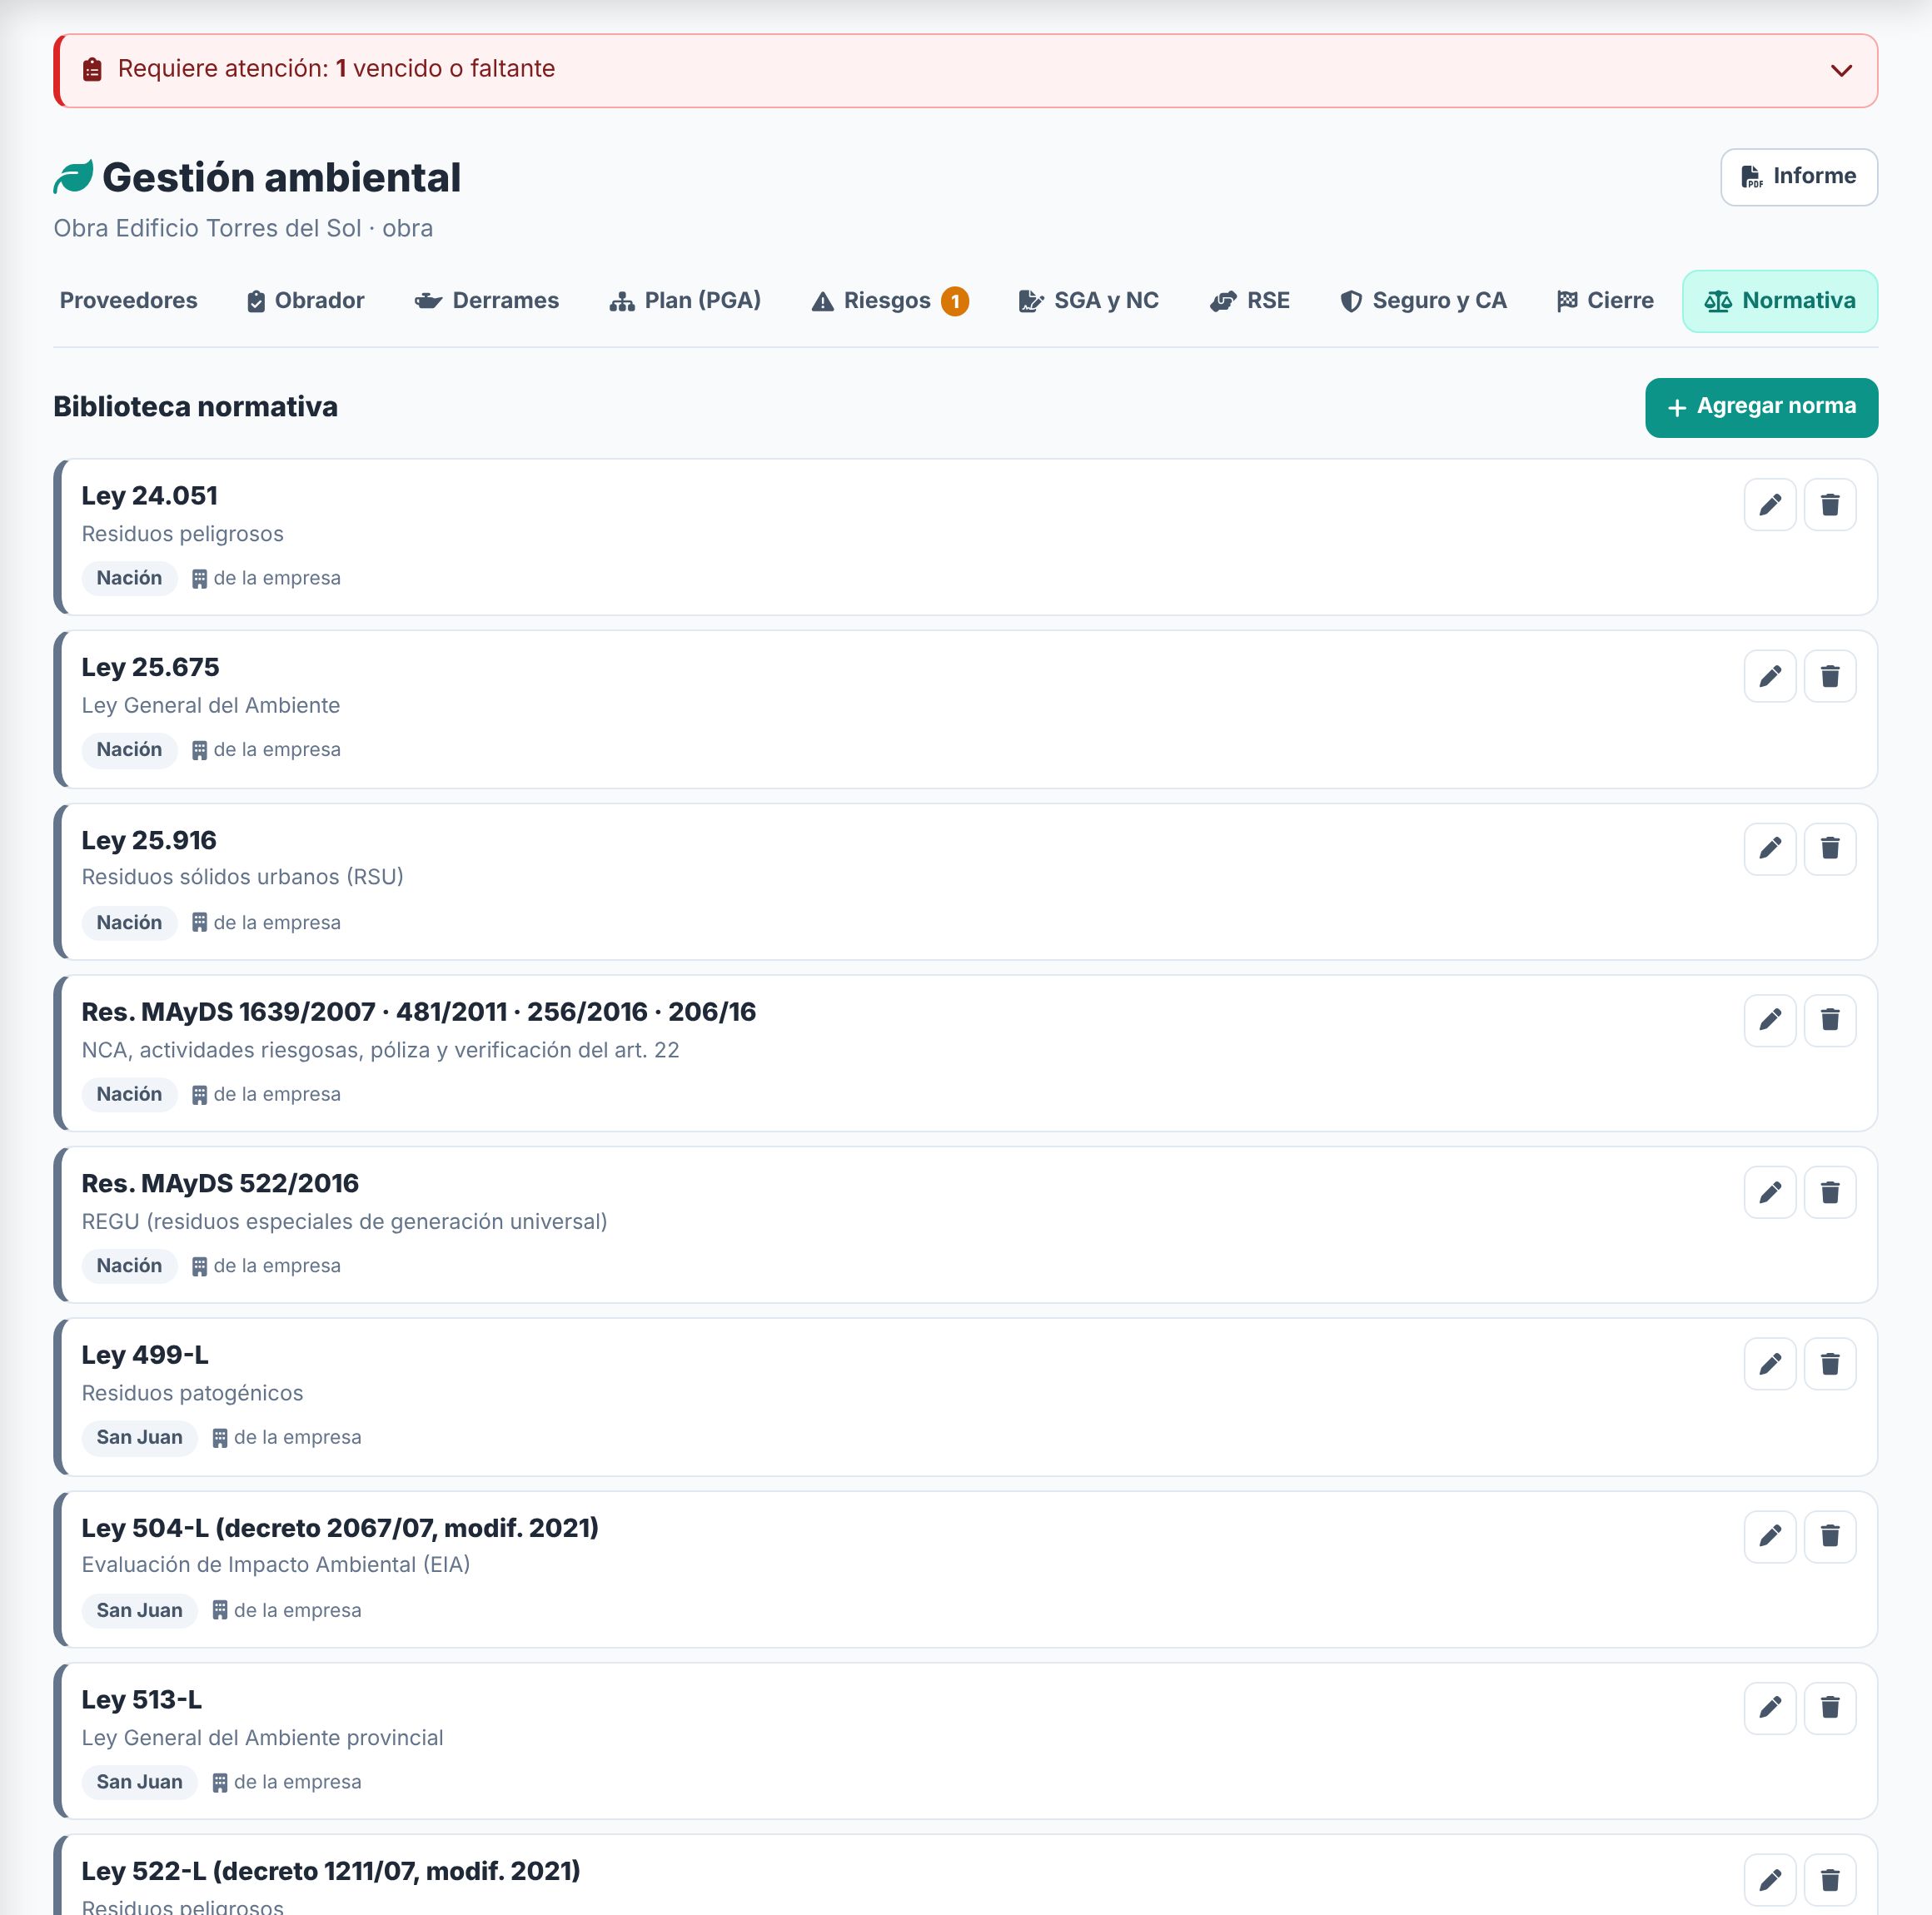 Requiere atención: 1 vencido o faltante
Gestión ambiental
Informe
Obra Edificio Torres del Sol · obra
Proveedores Obrador Derrames Plan (PGA) Riesgos 1 SGA y NC RSE Seguro y CA Cierre Normativa
Biblioteca normativa
+ Agregar norma
Ley 24.051
Residuos peligrosos
Nación de la empresa
Ley 25.675
Ley General del Ambiente
Nación de la empresa
Ley 25.916
Residuos sólidos urbanos (RSU)
Nación de la empresa
Res. MAyDS 1639/2007 · 481/2011 · 256/2016 · 206/16
NCA, actividades riesgosas, póliza y verificación del art. 22
Nación de la empresa
Res. MAyDS 522/2016
REGU (residuos especiales de generación universal)
Nación de la empresa
Ley 499-L
Residuos patogénicos
San Juan de la empresa
Ley 504-L (decreto 2067/07, modif. 2021)
Evaluación de Impacto Ambiental (EIA)
San Juan de la empresa
Ley 513-L
Ley General del Ambiente provincial
San Juan de la empresa
Ley 522-L (decreto 1211/07, modif. 2021)
Residuos peligrosos